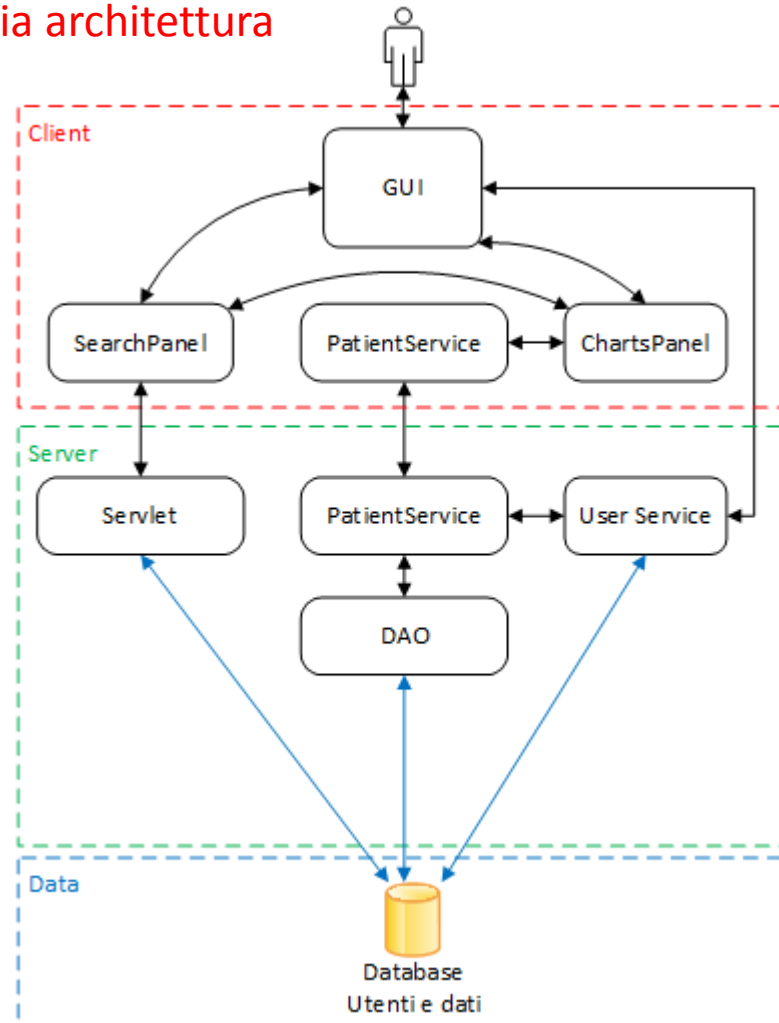 ia architettura
Client
GUI
SearchPanel
PatientService
ChartsPanel
Server
Servlet
PatientService
User Service
DAO
Data
Database
Utenti e dati